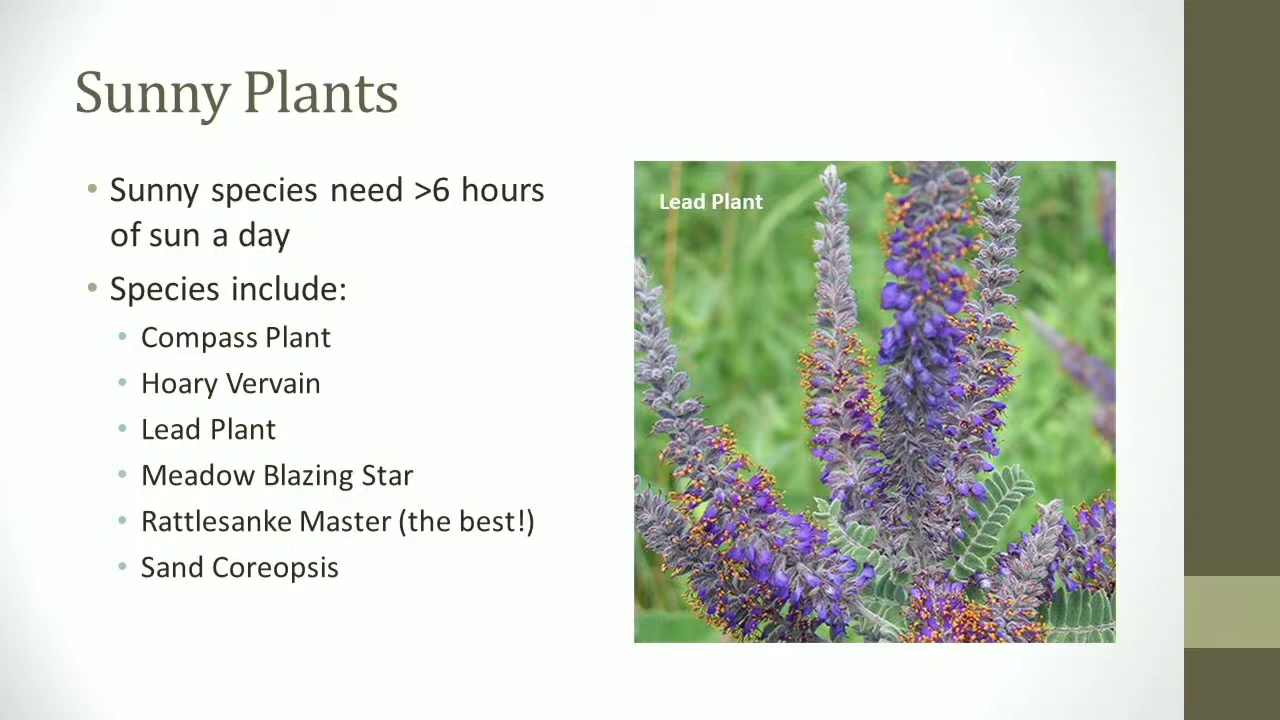 Sunny Plants
• Sunny species need >6 hours
of sun a day
• Species include:
• Compass Plant
• Hoary Vervain
• Lead Plant
• Meadow Blazing Star
• Rattlesanke Master (the best!)
• Sand Coreopsis
Lead Plant